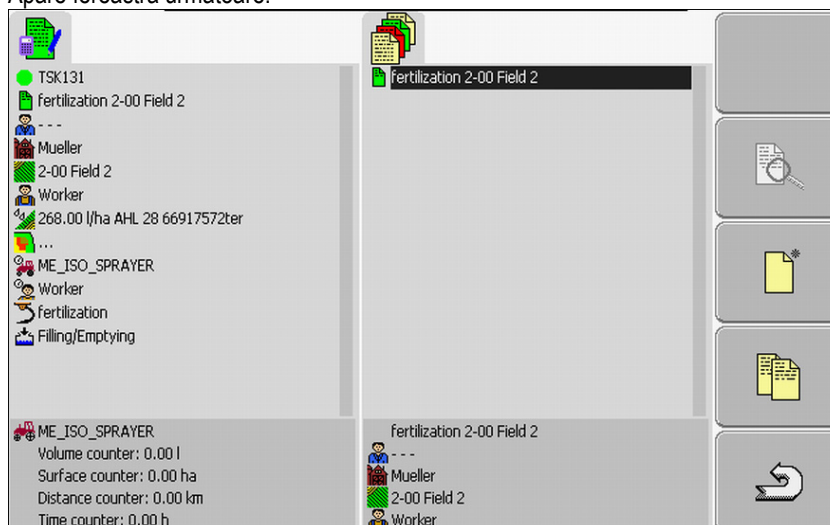 Apare fereastra următoare:
TSK131
fertilization 2-00 Field 2
- - -
Mueller
2-00 Field 2
Worker
268.00 l/ha AHL 28 66917572ter
...
ME_ISO_SPRAYER
Worker
fertilization
Filling/Emptying
ME_ISO_SPRAYER
Volume counter: 0.00 l
Surface counter: 0.00 ha
Distance counter: 0.00 km
Time counter: 0.00 h
fertilization 2-00 Field 2
fertilization 2-00 Field 2
- - -
Mueller
2-00 Field 2
Worker